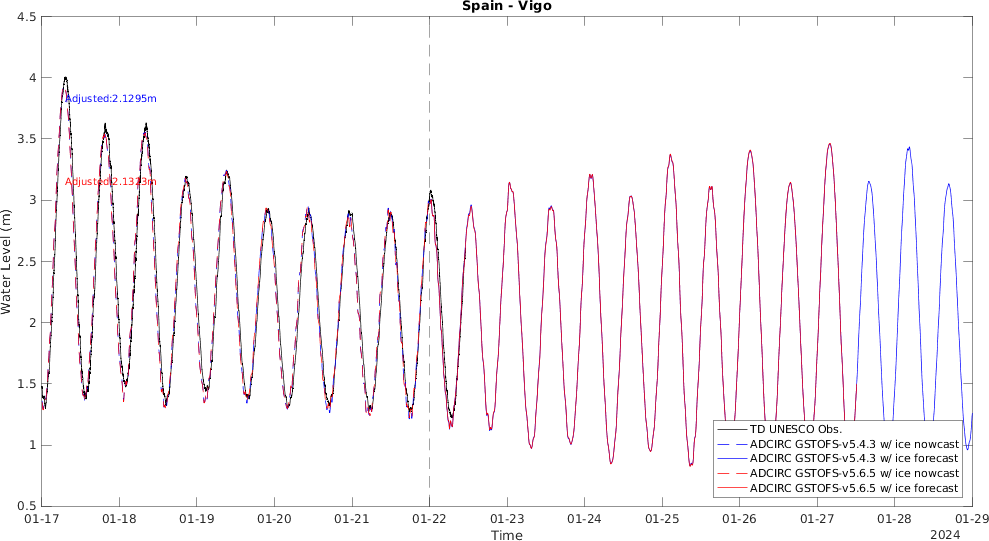 Spain - Vigo
4.5
4
3.5
3
2.5
2
1.5
1
0.5
Water Level (m)
Adjusted:2.1295m
Adjusted:2.1323m
TD UNESCO Obs.
ADCIRC GSTOFS-v5.4.3 w/ ice nowcast
ADCIRC GSTOFS-v5.4.3 w/ ice forecast
ADCIRC GSTOFS-v5.6.5 w/ ice nowcast
ADCIRC GSTOFS-v5.6.5 w/ ice forecast
01-17 01-18 01-19 01-20 01-21 01-22 01-23 01-24 01-25 01-26 01-27 01-28 01-29
Time
2024